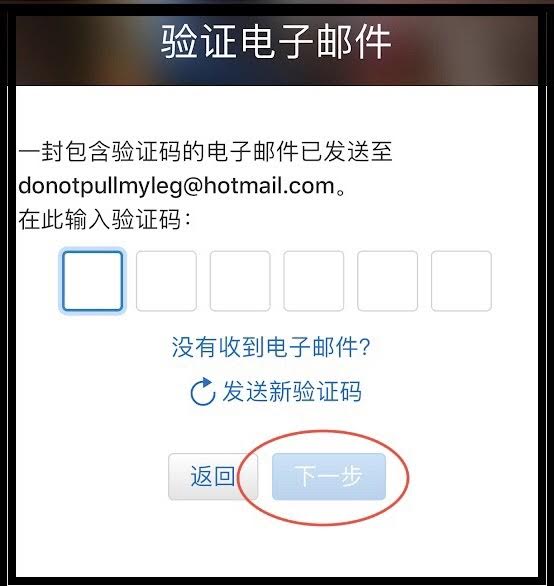 验证电子邮件
一封包含验证码的电子邮件已发送至
donotpullmyleg@hotmail.com。
在此输入验证码：
没有收到电子邮件？
发送新验证码
返回
下一步